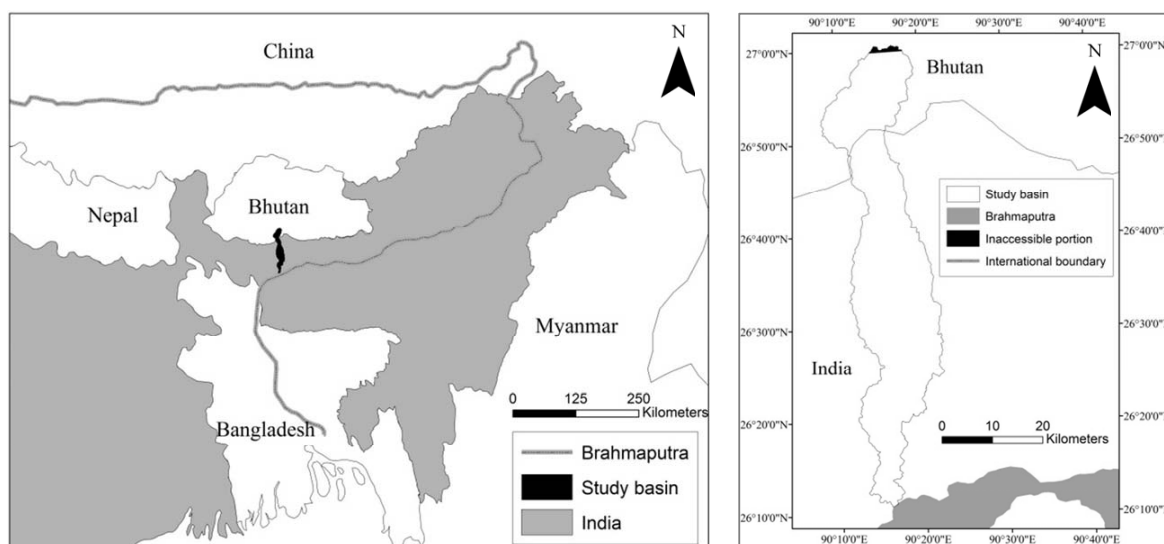 China
N
Nepal
Bhutan
Myanmar
Bangladesh
0 125 250
Kilometers
Brahmaputra
Study basin
India
90°10'0"E 90°20'0"E 90°30'0"E 90°40'0"E
27°0'0"N
26°50'0"N
26°40'0"N
26°30'0"N
26°20'0"N
26°10'0"N
N
Bhutan
Study basin
Brahmaputra
Inaccessible portion
International boundary
India
0 10 20
Kilometers
27°0'0"N
26°50'0"N
26°40'0"N
26°30'0"N
26°20'0"N
26°10'0"N
90°10'0"E 90°20'0"E 90°30'0"E 90°40'0"E